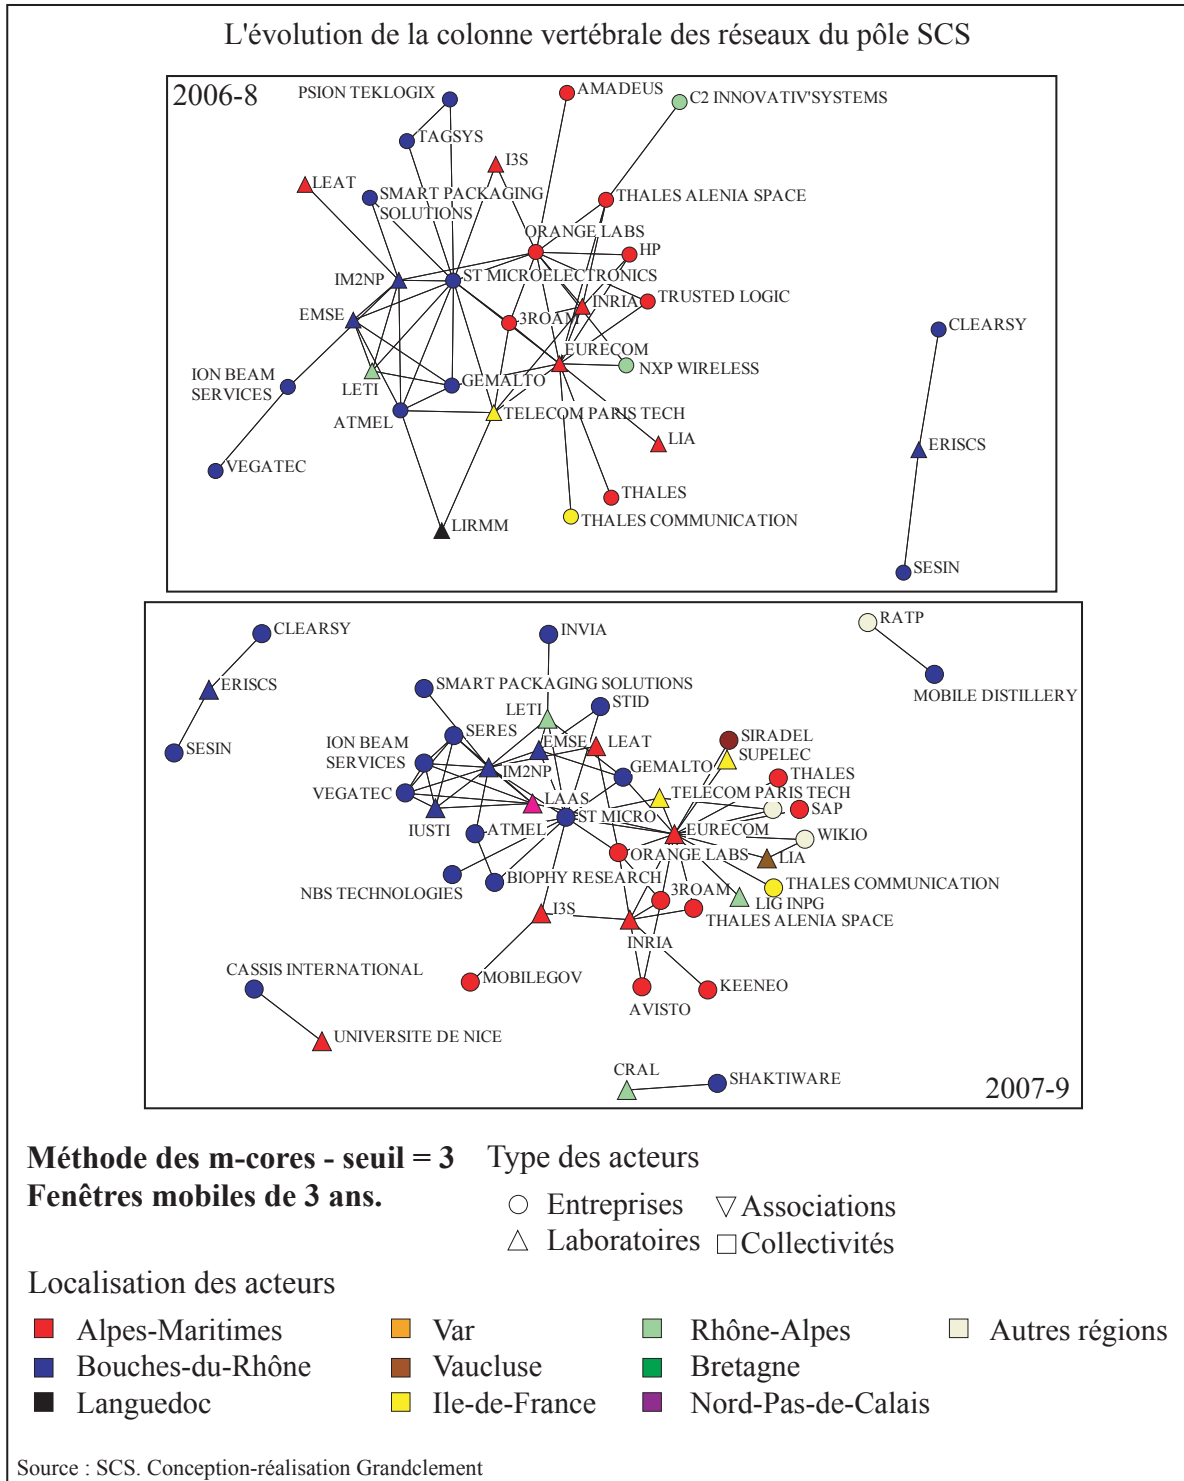 L'évolution de la colonne vertébrale des réseaux du pôle SCS
2006-8
PSION TEKLOGIX
AMADEUS
C2 INNOVATIV'SYSTEMS
TAGSYS
I3S
LEAT
SMART PACKAGING
SOLUTIONS
THALES ALENIA SPACE
ORANGE LABS
HP
IM2NP
ST MICROELECTRONICS
INRIA
TRUSTED LOGIC
EMSE
3ROAM
CLEARSY
EURECOM
ION BEAM
SERVICES
LETI
GEMALTO
NXP WIRELESS
ATMEL
TELECOM PARIS TECH
LIA
ERISCS
VEGATEC
THALES
LIRMM
THALES COMMUNICATION
SESIN
CLEARSY
INVIA
RATP
ERISCS
SMART PACKAGING SOLUTIONS
MOBILE DISTILLERY
LETI
STID
SESIN
SERES
ION BEAM
SERVICES
EMSE
LEAT
SIRADEL
SUPELEC
IM2NP
GEMALTO
THALES
VEGATEC
LAAS
TELECOM PARIS TECH
SAP
IUSTI
ATMEL
ST MICRO
EURECOM
WIKIO
ORANGE LABS
LIA
NBS TECHNOLOGIES
BIOPHY RESEARCH
3ROAM
THALES COMMUNICATION
LIG INPG
I3S
THALES ALENIA SPACE
INRIA
CASSIS INTERNATIONAL
MOBILEGOV
KEENEO
AVISTO
UNIVERSITE DE NICE
CRAL
SHAKTIWARE
2007-9
Méthode des m-cores - seuil = 3
Fenêtres mobiles de 3 ans.
Type des acteurs
Entreprises
Associations
Laboratoires
Collectivités
Localisation des acteurs
Alpes-Maritimes
Var
Rhône-Alpes
Autres régions
Bouches-du-Rhône
Vaucluse
Bretagne
Languedoc
Ile-de-France
Nord-Pas-de-Calais
Source : SCS. Conception-réalisation Grandclement